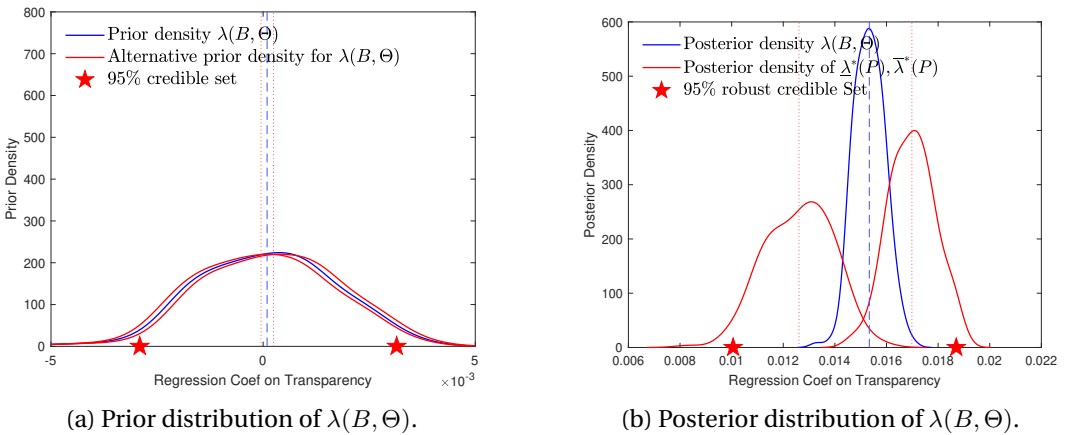 800
700
600
500
400
300
200
100
0
Prior Density
Prior density λ(B, Θ)
Alternative prior density for λ(B, Θ)
95% credible set
-5
0
5
Regression Coef on Transparency
×10⁻³
(a) Prior distribution of λ(B, Θ).
600
500
400
300
200
100
0
Posterior Density
Posterior density λ(B, Θ)
Posterior density of λ̲*(P), λ̅*(P)
95% robust credible Set
0.006
0.008
0.01
0.012
0.014
0.016
0.018
0.02
0.022
Regression Coef on Transparency
(b) Posterior distribution of λ(B, Θ).